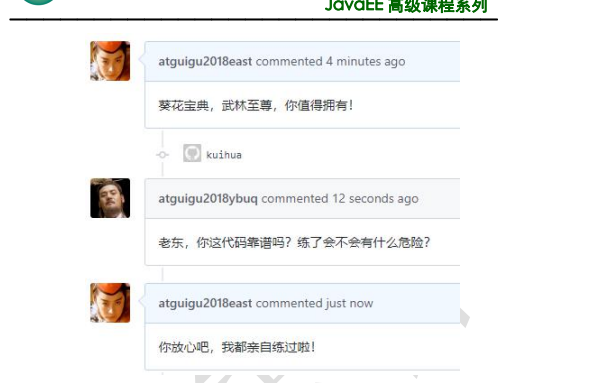 JavaEE 高级课程系列
atguigu2018east commented 4 minutes ago
葵花宝典，武林至尊，你值得拥有！
kuihua
atguigu2018ybuq commented 12 seconds ago
老东，你这代码靠谱吗？练了会不会有什么危险？
atguigu2018east commented just now
你放心吧，我都亲自练过啦！